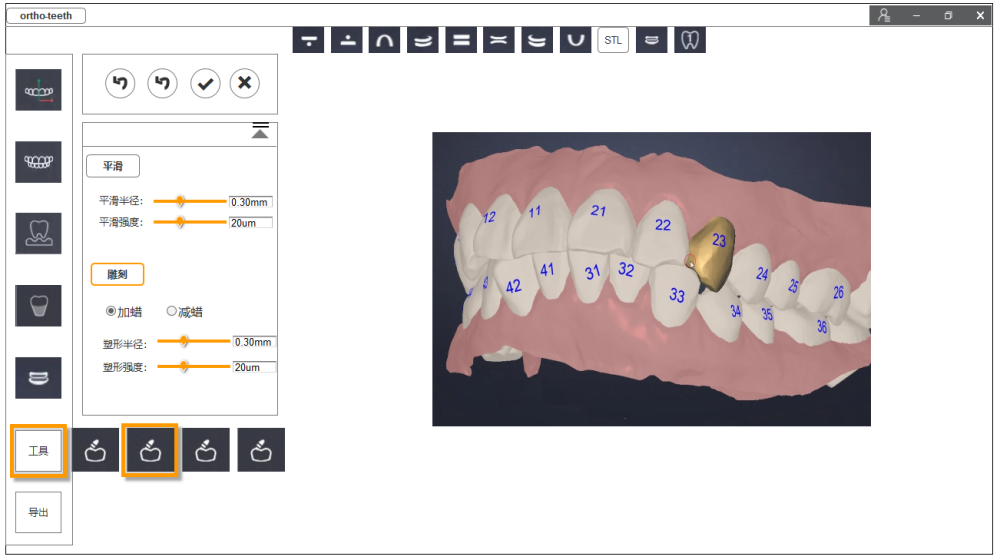 ortho-teeth
STL
平滑
平滑半径: 0.30mm
平滑强度: 20um
雕刻
加蜡 减蜡
塑形半径: 0.30mm
塑形强度: 20um
工具
导出
12 11 21 22 23 24 25 26
42 41 31 32 33 34 35 36